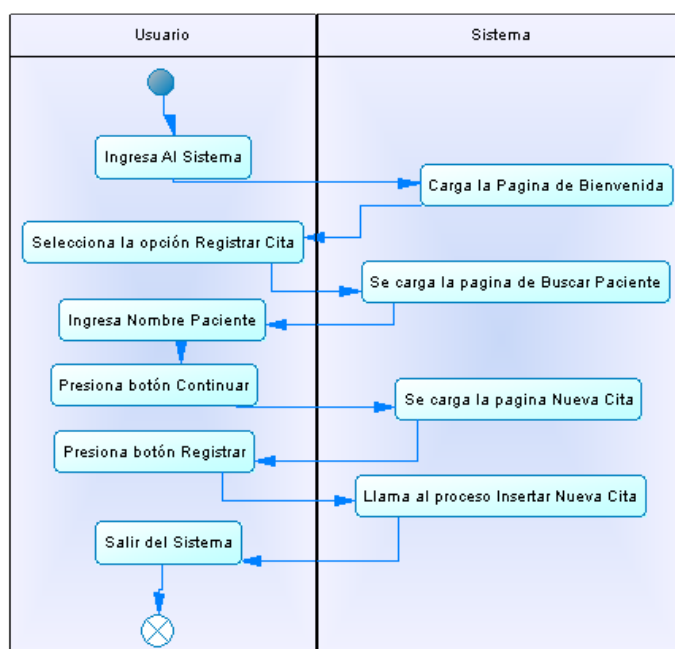 Usuario
Sistema
Ingresa Al Sistema
Carga la Pagina de Bienvenida
Selecciona la opción Registrar Cita
Se carga la pagina de Buscar Paciente
Ingresa Nombre Paciente
Presiona botón Continuar
Se carga la pagina Nueva Cita
Presiona botón Registrar
Llama al proceso Insertar Nueva Cita
Salir del Sistema